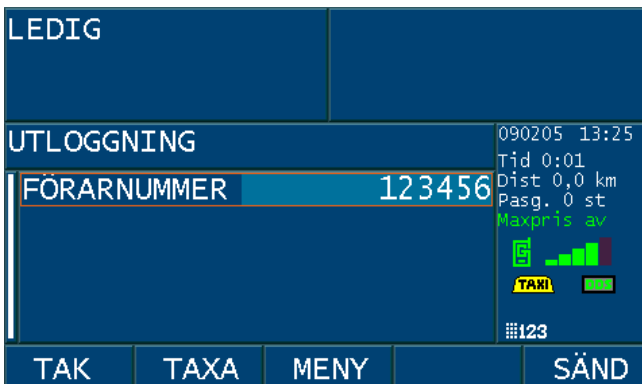 LEDIG
UTLOGGNING
FÖRARNUMMER 123456
090205 13:25
Tid 0:01
Dist 0,0 km
Pasg. 0 st
Maxpris av
TAXI
123
TAK TAXA MENY SÄND